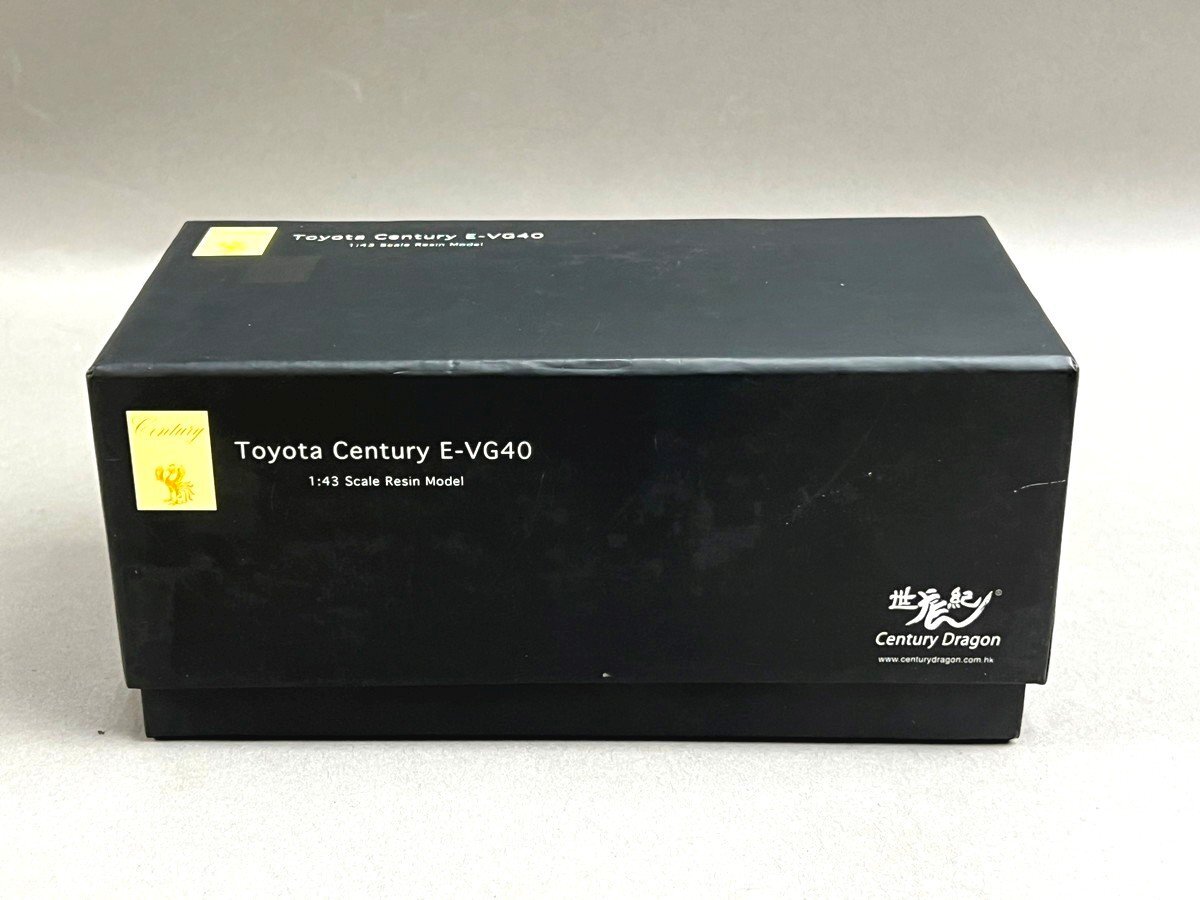 Toyota Century E-VG40
1:43 Scale Resin Model
Century
Toyota Century E-VG40
1:43 Scale Resin Model
世辰紀®
Century Dragon
www.centurydragon.com.hk